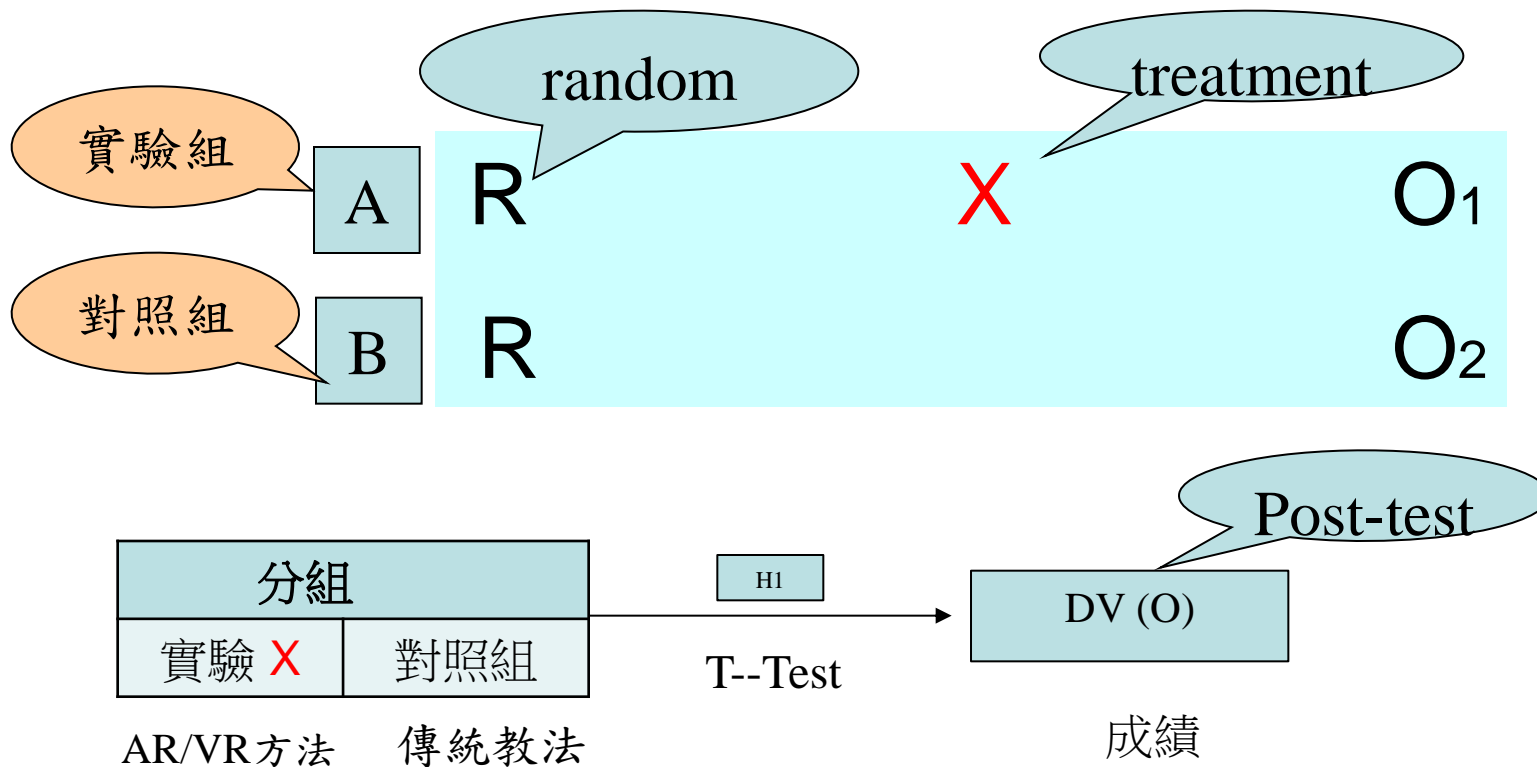 random
treatment
實驗組
A
R
X
O1
對照組
B
R
O2
Post-test
分組
H1
DV (O)
實驗 X
對照組
T--Test
AR/VR方法
傳統教法
成績